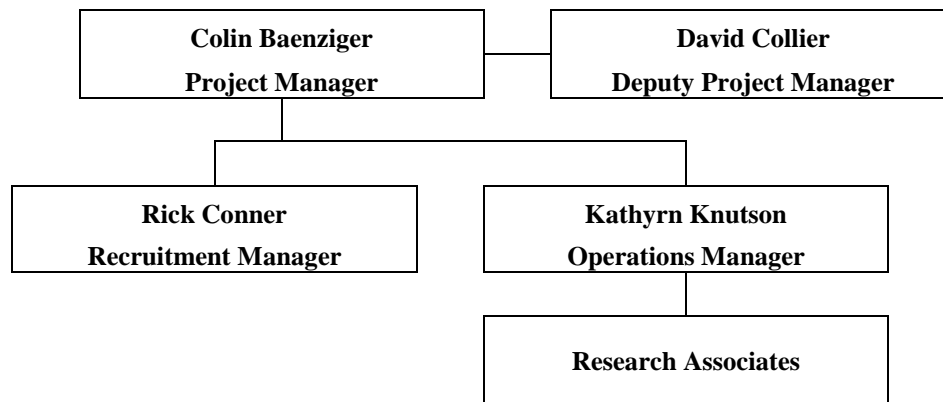 Colin Baenziger
Project Manager
David Collier
Deputy Project Manager
Rick Conner
Recruitment Manager
Kathyrn Knutson
Operations Manager
Research Associates